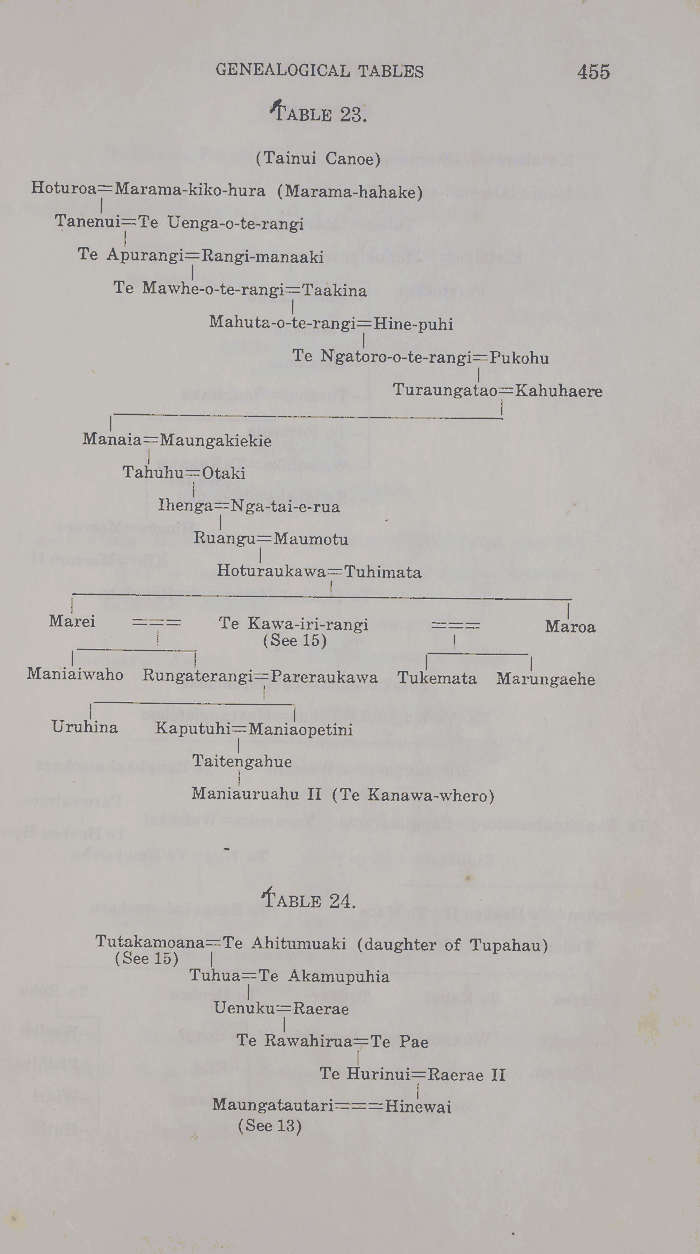 GENEALOGICAL TABLES 455
TABLE 23.
(Tainui Canoe)
Hoturoa=Marama-kiko-hura (Marama-hahake)
Tanenui=Te Uenga-o-te-rangi
Te Apurangi=Rangi-manaaki
Te Mawhe-o-te-rangi=Taakina
Mahuta-o-te-rangi=Hine-puhi
Te Ngatoro-o-te-rangi=Pukohu
Turaungatao=Kahuhaere
Manaia=Maungakiekie
Tahuhu=Otaki
Ihenga=Nga-tai-e-rua
Ruangu=Maumotu
Hoturaukawa=Tuhimata
Marei === Te Kawa-iri-rangi === Maroa
(See 15)
Maniaiwaho Rungaterangi=Pareraukawa Tukemata Marungaehe
Uruhina Kaputuhi=Maniaopetini
Taitengahue
Maniauruahu II (Te Kanawa-whero)
TABLE 24.
Tutakamoana=Te Ahitumuaki (daughter of Tupahau)
(See 15)
Tuhua=Te Akamupuhia
Uenuku=Raerae
Te Rawahirua=Te Pae
Te Hurinui=Raerae II
Maungatautari===Hinewai
(See 13)